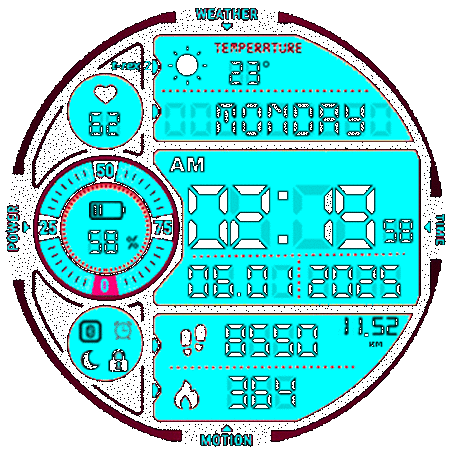 WEATHER
TEMPERATURE
23°
MONDAY
62
AM
02:19 58
06.01 2025
50
25
75
58 %
0
POWER
TIME
8550
11.52
KM
364
MOTION